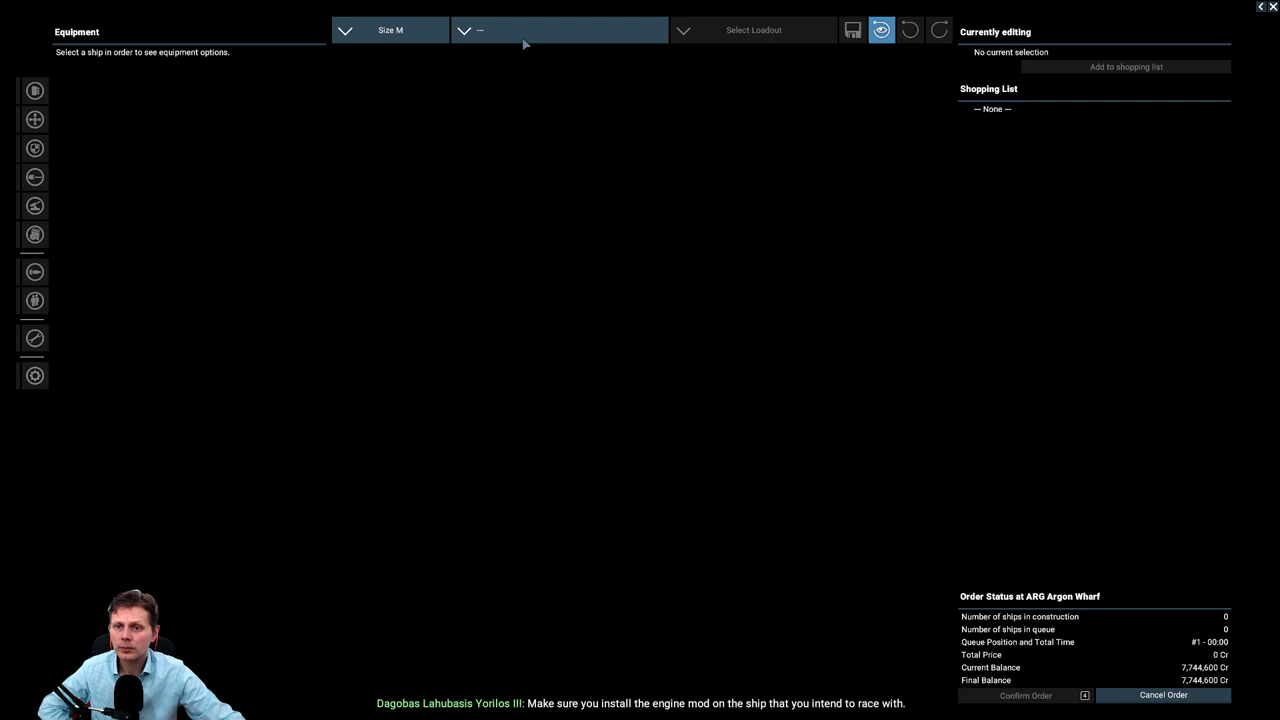 Equipment
Select a ship in order to see equipment options.
Size M
---
Select Loadout
Currently editing
No current selection
Add to shopping list
Shopping List
--- None ---
Order Status at ARG Argon Wharf
Number of ships in construction 0
Number of ships in queue 0
Queue Position and Total Time #1 - 00:00
Total Price 0 Cr
Current Balance 7,744,600 Cr
Final Balance 7,744,600 Cr
Confirm Order 4
Cancel Order
Dagobas Lahubasis Yorilos III: Make sure you install the engine mod on the ship that you intend to race with.